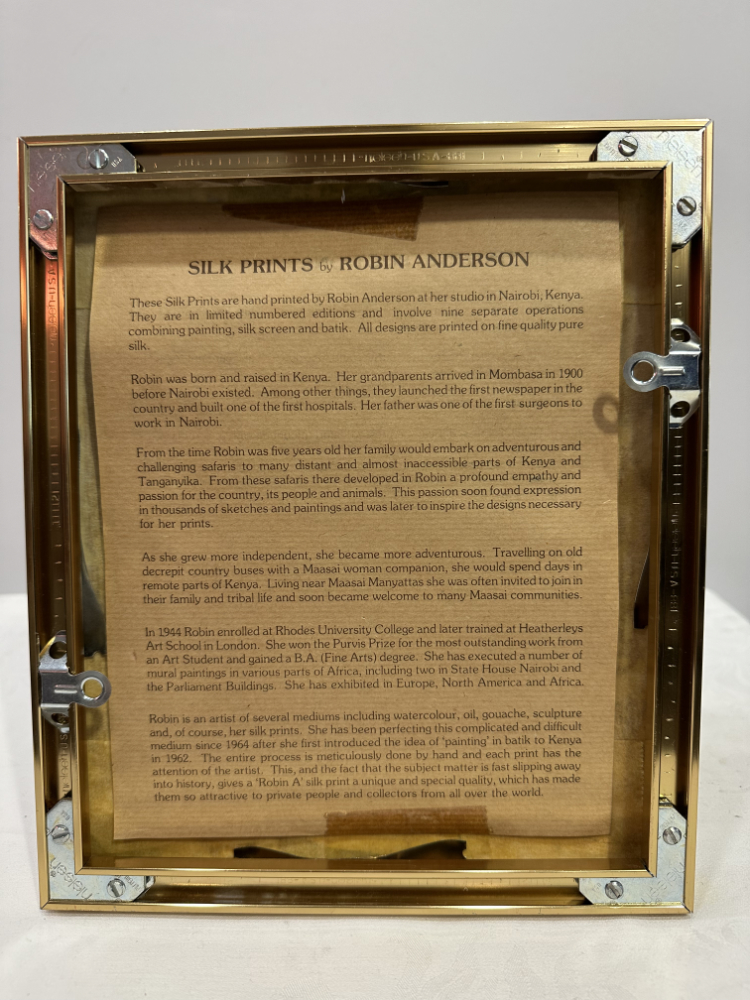 SILK PRINTS by ROBIN ANDERSON
These Silk Prints are hand printed by Robin Anderson at her studio in Nairobi, Kenya.
They are in limited numbered editions and involve nine separate operations
combining painting, silk screen and batik. All designs are printed on fine quality pure
silk.
Robin was born and raised in Kenya. Her grandparents arrived in Mombasa in 1900
before Nairobi existed. Among other things, they launched the first newspaper in the
country and built one of the first hospitals. Her father was one of the first surgeons to
work in Nairobi.
From the time Robin was five years old her family would embark on adventurous and
challenging safaris to many distant and almost inaccessible parts of Kenya and
Tanganyika. From these safaris there developed in Robin a profound empathy and
passion for the country, its people and animals. This passion soon found expression
in thousands of sketches and paintings and was later to inspire the designs necessary
for her prints.
As she grew more independent, she became more adventurous. Travelling on old
decrepit country buses with a Maasai woman companion, she would spend days in
remote parts of Kenya. Living near Maasai Manyattas she was often invited to join in
their family and tribal life and soon became welcome to many Maasai communities.
In 1944 Robin enrolled at Rhodes University College and later trained at Heatherleys
Art School in London. She won the Purvis Prize for the most outstanding work from
an Art Student and gained a B.A. (Fine Arts) degree. She has executed a number of
mural paintings in various parts of Africa, including two in State House Nairobi and
the Parliament Buildings. She has exhibited in Europe, North America and Africa.
Robin is an artist of several mediums including watercolour, oil, gouache, sculpture
and, of course, her silk prints. She has been perfecting this complicated and difficult
medium since 1964 after she first introduced the idea of 'painting' in batik to Kenya
in 1962. The entire process is meticulously done by hand and each print has the
attention of the artist. This, and the fact that the subject matter is fast slipping away
into history, gives a 'Robin A' silk print a unique and special quality, which has made
them so attractive to private people and collectors from all over the world.
nielsen